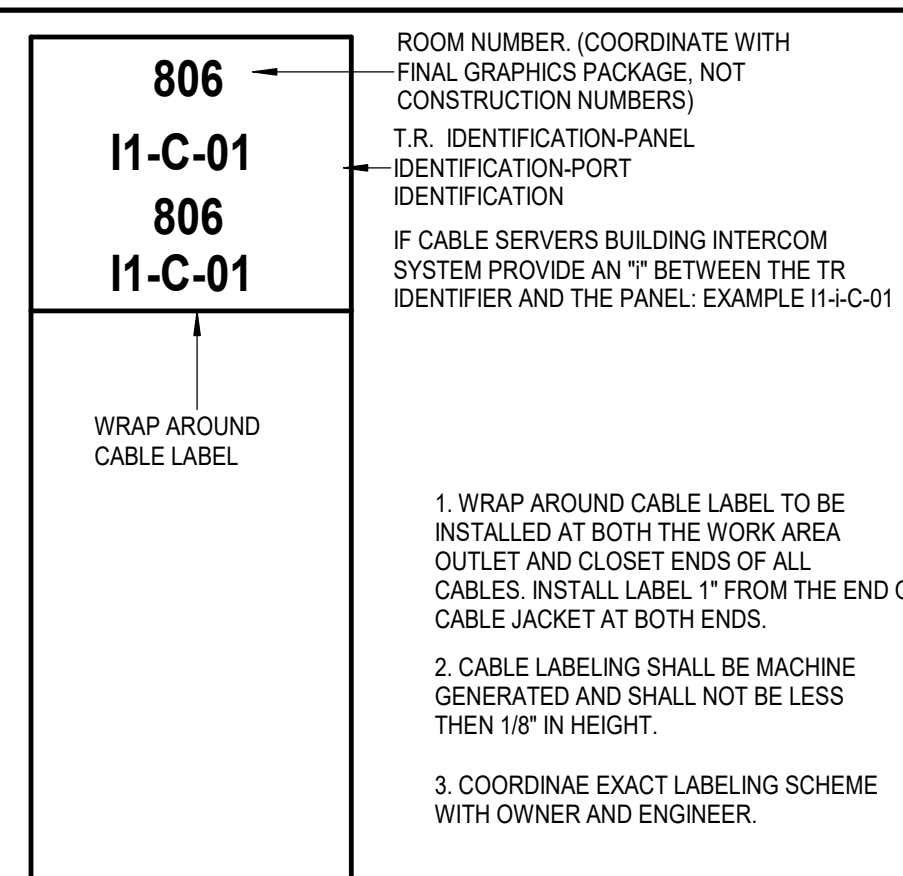 806
I1-C-01
806
I1-C-01
ROOM NUMBER. (COORDINATE WITH
FINAL GRAPHICS PACKAGE, NOT
CONSTRUCTION NUMBERS)
T.R. IDENTIFICATION-PANEL
IDENTIFICATION-PORT
IDENTIFICATION
IF CABLE SERVERS BUILDING INTERCOM
SYSTEM PROVIDE AN "i" BETWEEN THE TR
IDENTIFIER AND THE PANEL: EXAMPLE I1-i-C-01
WRAP AROUND
CABLE LABEL
1. WRAP AROUND CABLE LABEL TO BE
INSTALLED AT BOTH THE WORK AREA
OUTLET AND CLOSET ENDS OF ALL
CABLES. INSTALL LABEL 1" FROM THE END
CABLE JACKET AT BOTH ENDS.
2. CABLE LABELING SHALL BE MACHINE
GENERATED AND SHALL NOT BE LESS
THEN 1/8" IN HEIGHT.
3. COORDINAE EXACT LABELING SCHEME
WITH OWNER AND ENGINEER.